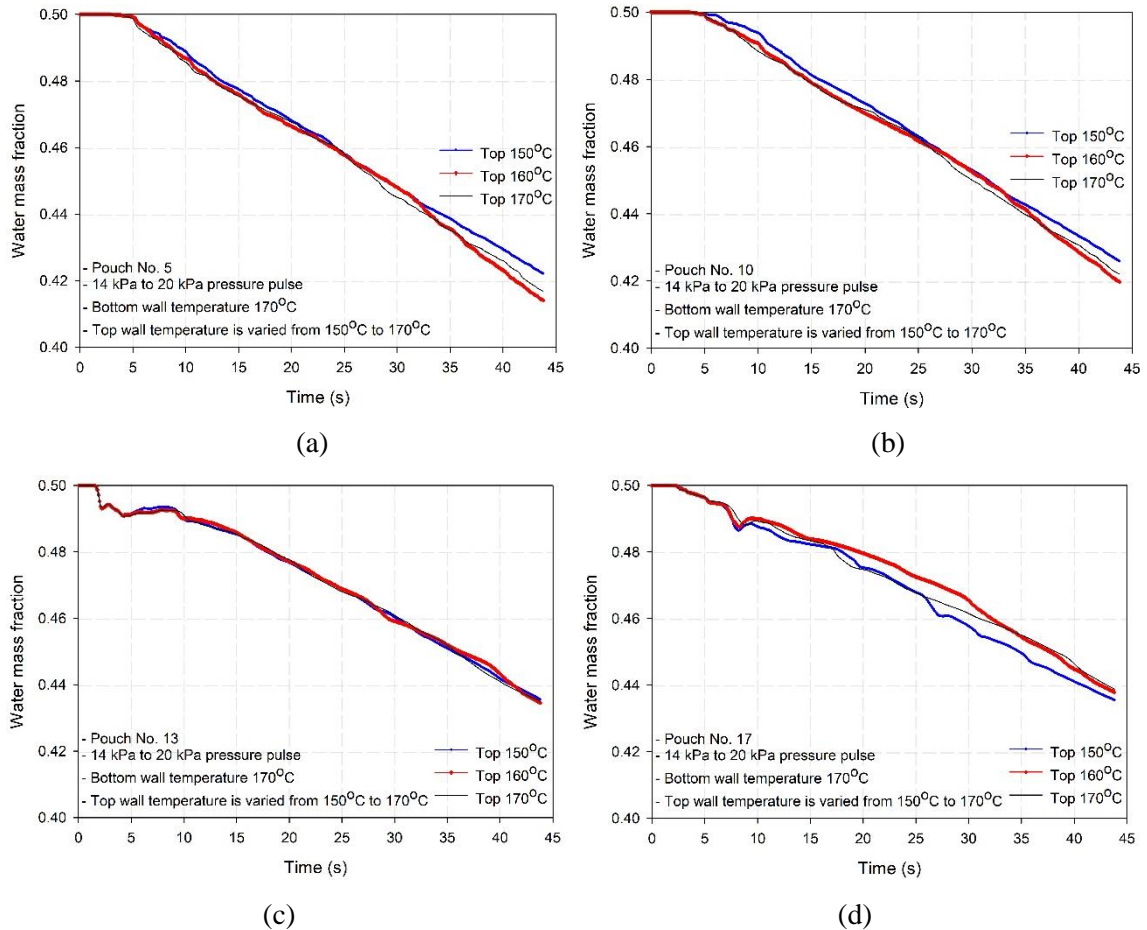 0.50
0.48
0.46
0.44
0.42
0.40
Water mass fraction
Top 150°C
Top 160°C
Top 170°C
- Pouch No. 5
- 14 kPa to 20 kPa pressure pulse
- Bottom wall temperature 170°C
- Top wall temperature is varied from 150°C to 170°C
0 5 10 15 20 25 30 35 40 45
Time (s)
(a)
0.50
0.48
0.46
0.44
0.42
0.40
Water mass fraction
Top 150°C
Top 160°C
Top 170°C
- Pouch No. 10
- 14 kPa to 20 kPa pressure pulse
- Bottom wall temperature 170°C
- Top wall temperature is varied from 150°C to 170°C
0 5 10 15 20 25 30 35 40 45
Time (s)
(b)
0.50
0.48
0.46
0.44
0.42
0.40
Water mass fraction
- Pouch No. 13
- 14 kPa to 20 kPa pressure pulse
- Bottom wall temperature 170°C
- Top wall temperature is varied from 150°C to 170°C
Top 150°C
Top 160°C
Top 170°C
0 5 10 15 20 25 30 35 40 45
Time (s)
(c)
0.50
0.48
0.46
0.44
0.42
0.40
Water mass fraction
- Pouch No. 17
- 14 kPa to 20 kPa pressure pulse
- Bottom wall temperature 170°C
- Top wall temperature is varied from 150°C to 170°C
Top 150°C
Top 160°C
Top 170°C
0 5 10 15 20 25 30 35 40 45
Time (s)
(d)